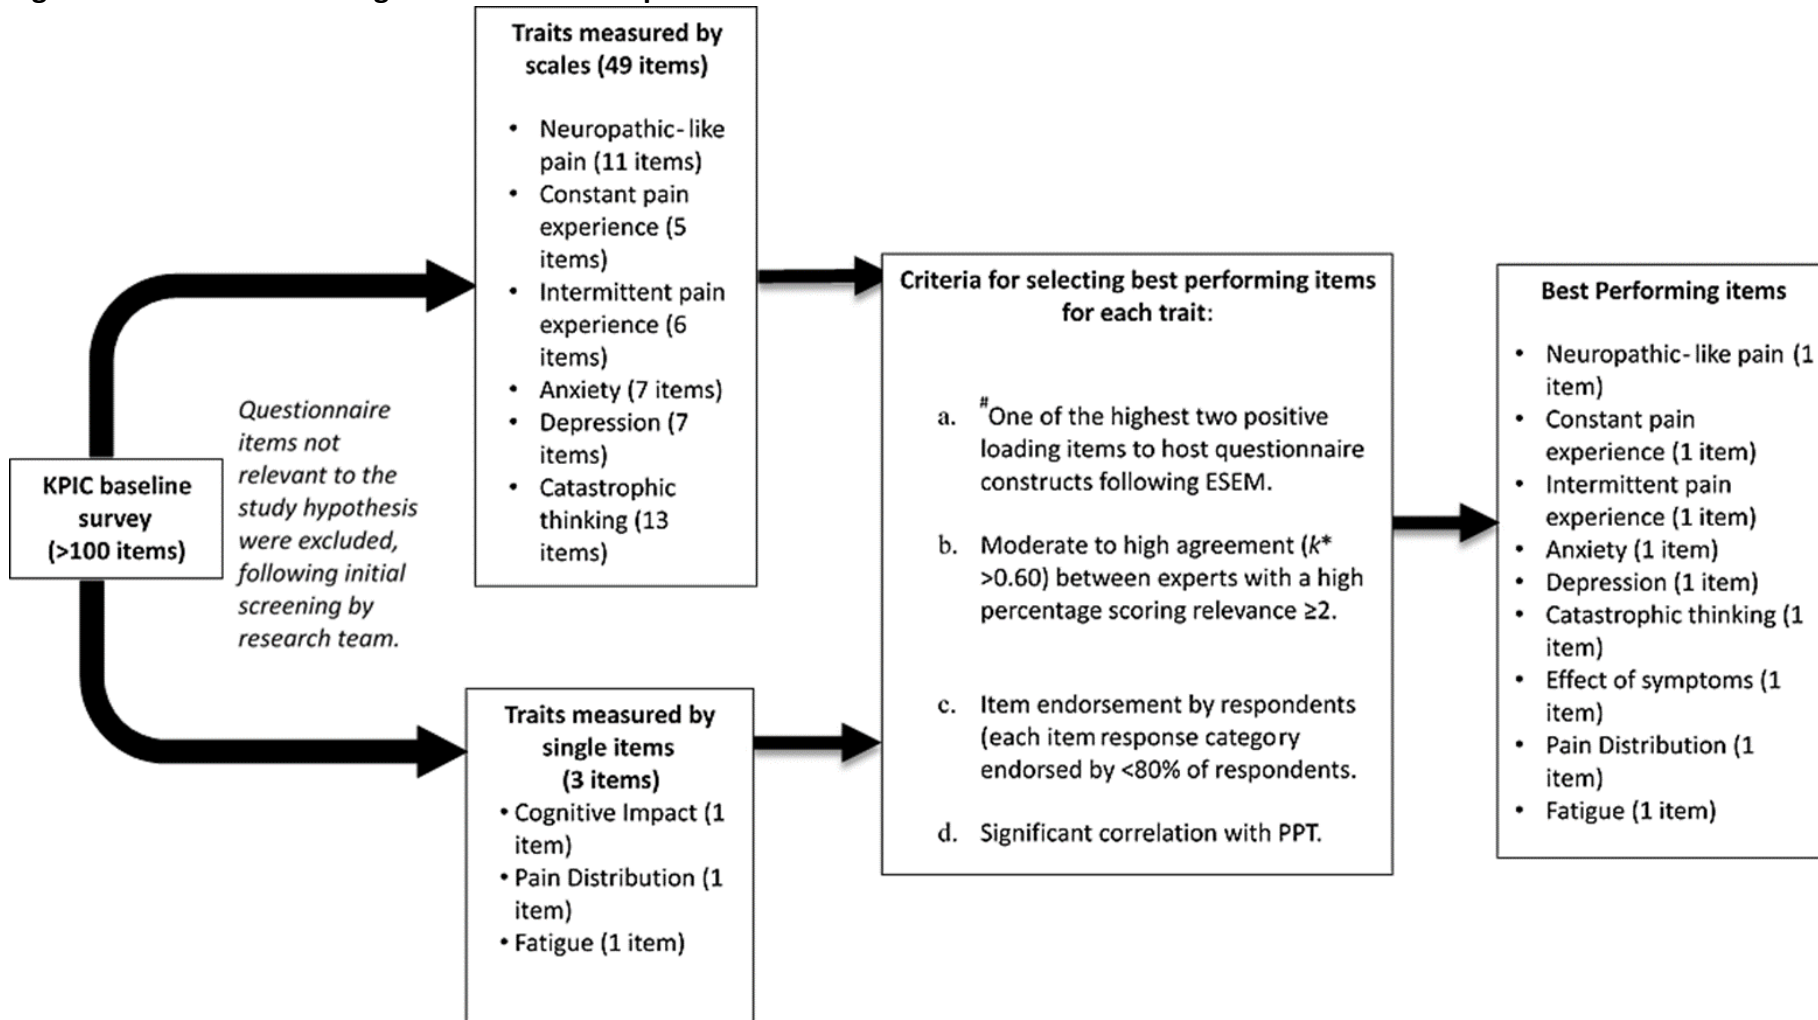 KPIC baseline
survey
(>100 items)
Questionnaire
items not
relevant to the
study hypothesis
were excluded,
following initial
screening by
research team.
Traits measured by
scales (49 items)
• Neuropathic-like
pain (11 items)
• Constant pain
experience (5
items)
• Intermittent pain
experience (6
items)
• Anxiety (7 items)
• Depression (7
items)
• Catastrophic
thinking (13
items)
Traits measured by
single items
(3 items)
• Cognitive Impact (1
item)
• Pain Distribution (1
item)
• Fatigue (1 item)
Criteria for selecting best performing items
for each trait:
a. #One of the highest two positive
loading items to host questionnaire
constructs following ESEM.
b. Moderate to high agreement (k*
>0.60) between experts with a high
percentage scoring relevance ≥2.
c. Item endorsement by respondents
(each item response category
endorsed by <80% of respondents.
d. Significant correlation with PPT.
Best Performing items
• Neuropathic-like pain (1
item)
• Constant pain
experience (1 item)
• Intermittent pain
experience (1 item)
• Anxiety (1 item)
• Depression (1 item)
• Catastrophic thinking (1
item)
• Effect of symptoms (1
item)
• Pain Distribution (1
item)
• Fatigue (1 item)